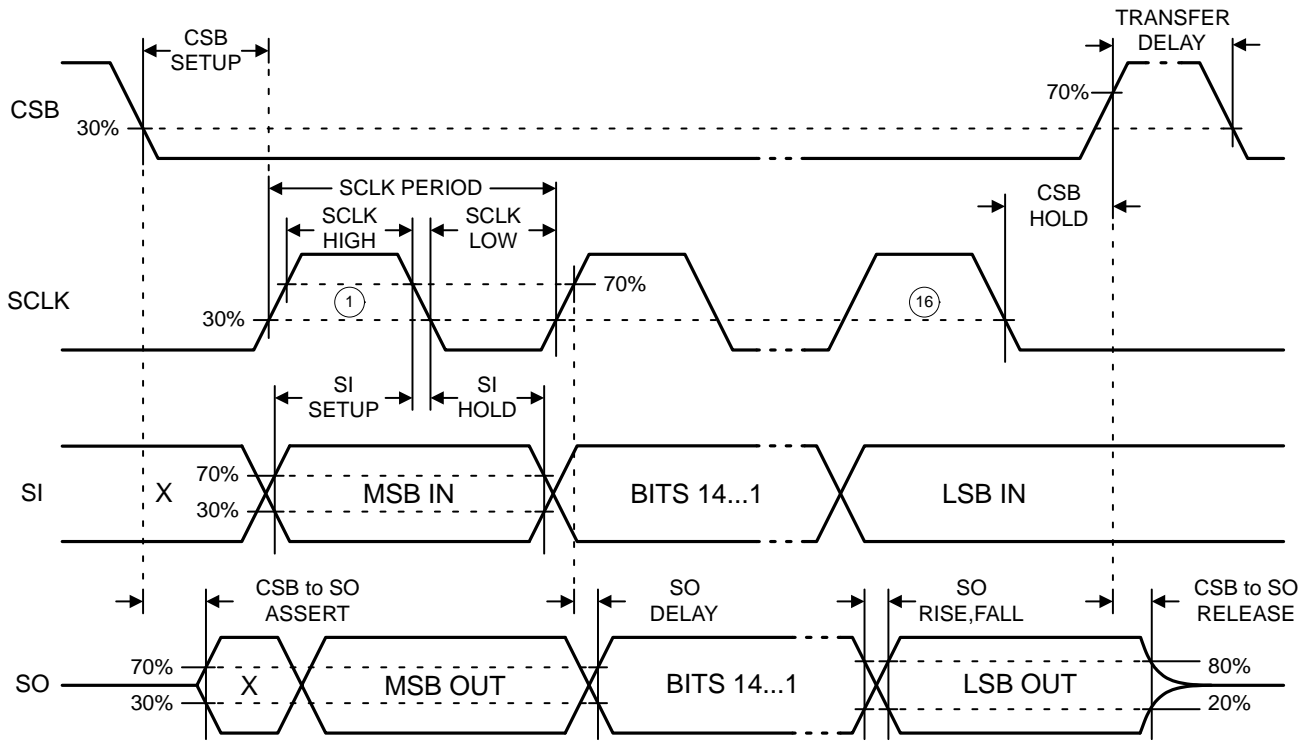 CSB
SETUP
TRANSFER
DELAY
CSB
30%
70%
SCLK PERIOD
SCLK
HIGH
SCLK
LOW
CSB
HOLD
SCLK
30%
1
70%
16
SI
SETUP
SI
HOLD
SI
X
70%
30%
MSB IN
BITS 14...1
LSB IN
CSB to SO
ASSERT
SO
DELAY
SO
RISE,FALL
CSB to SO
RELEASE
SO
70%
30%
X
MSB OUT
BITS 14...1
LSB OUT
80%
20%